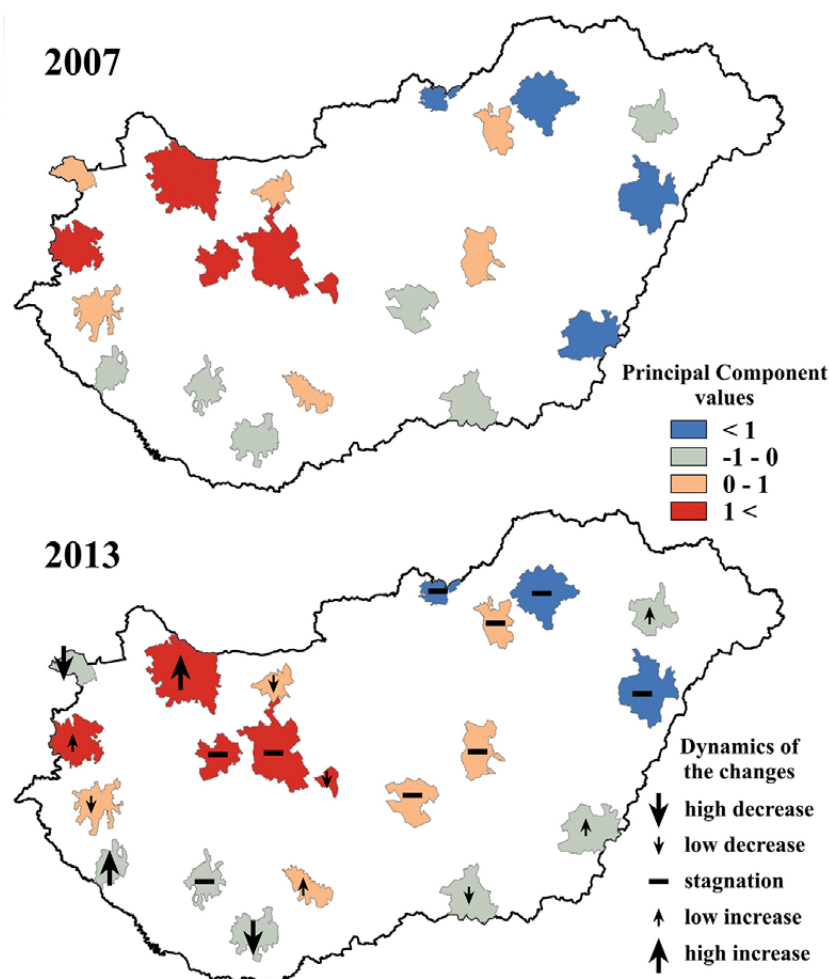 2007
Principal Component
values
< 1
-1 - 0
0 - 1
1 <
2013
Dynamics of
the changes
high decrease
low decrease
stagnation
low increase
high increase